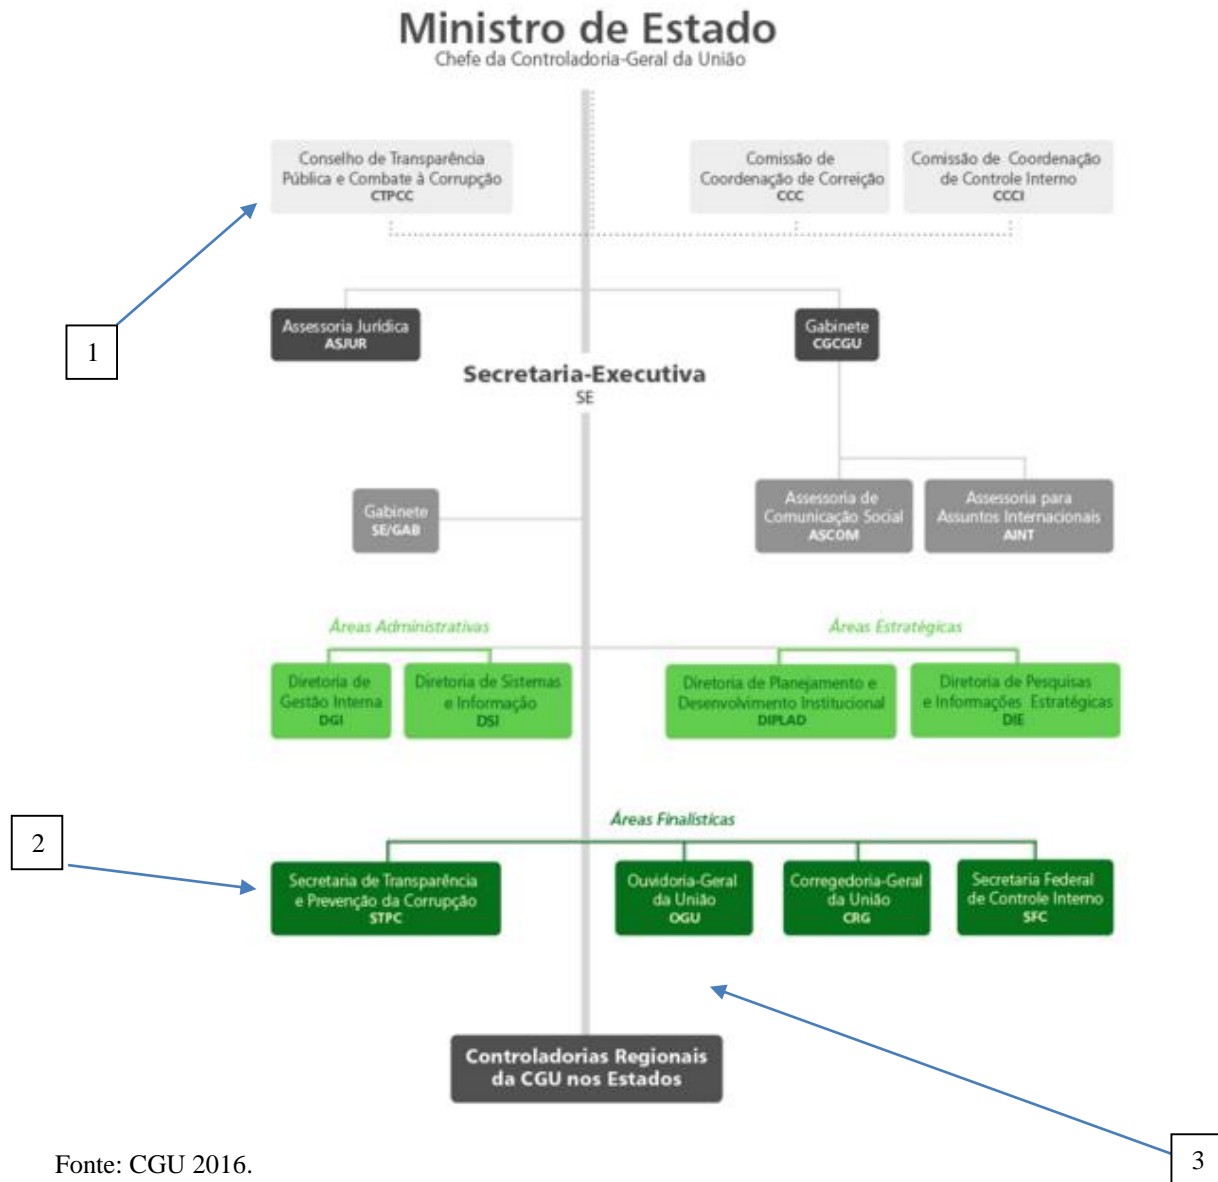 Ministro de Estado
Chefe da Controladoria-Geral da União
Conselho de Transparência
Pública e Combate à Corrupção
CTPCC
Comissão de
Coordenação de Correição
CCC
Comissão de Coordenação
de Controle Interno
CCCI
1
Assessoria Jurídica
ASJUR
Gabinete
CGCGU
Secretaria-Executiva
SE
Gabinete
SE/GAB
Assessoria de
Comunicação Social
ASCOM
Assessoria para
Assuntos Internacionais
AINT
Áreas Administrativas
Áreas Estratégicas
Diretoria de
Gestão Interna
DGI
Diretoria de Sistemas
e Informação
DSI
Diretoria de Planejamento e
Desenvolvimento Institucional
DIPLAD
Diretoria de Pesquisas
e Informações Estratégicas
DIE
2
Áreas Finalísticas
Secretaria de Transparência
e Prevenção da Corrupção
STPC
Ouvidoria-Geral
da União
OGU
Corregedoria-Geral
da União
CRG
Secretaria Federal
de Controle Interno
SFC
Controladorias Regionais
da CGU nos Estados
3
Fonte: CGU 2016.